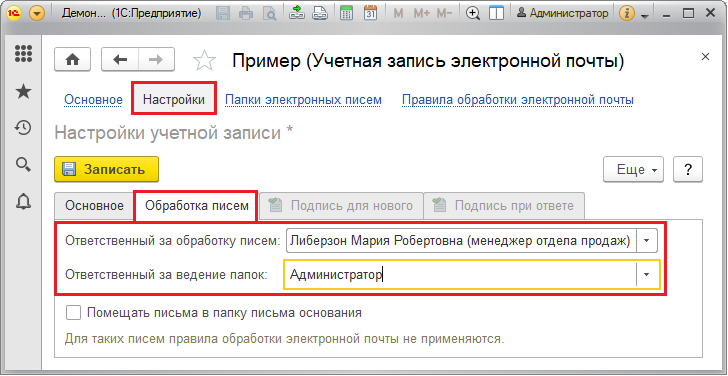 1С Демон... (1С:Предприятие) 31 M M+ M- Администратор i
Пример (Учетная запись электронной почты)
Основное Настройки Папки электронных писем Правила обработки электронной почты
Настройки учетной записи *
Записать Еще ?
Основное Обработка писем Подпись для нового Подпись при ответе
Ответственный за обработку писем: Либерзон Мария Робертовна (менеджер отдела продаж)
Ответственный за ведение папок: Администратор
Помещать письма в папку письма основания
Для таких писем правила обработки электронной почты не применяются.